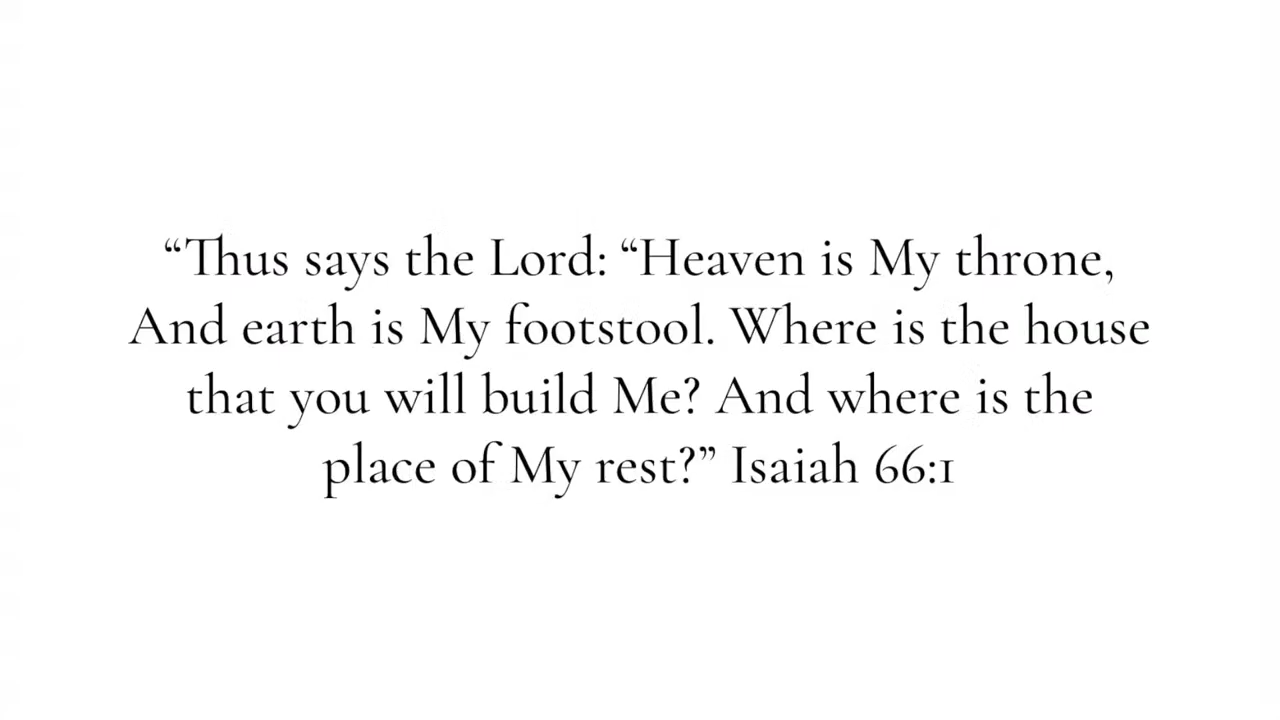 “Thus says the Lord: “Heaven is My throne,
And earth is My footstool. Where is the house
that you will build Me? And where is the
place of My rest?” Isaiah 66:1